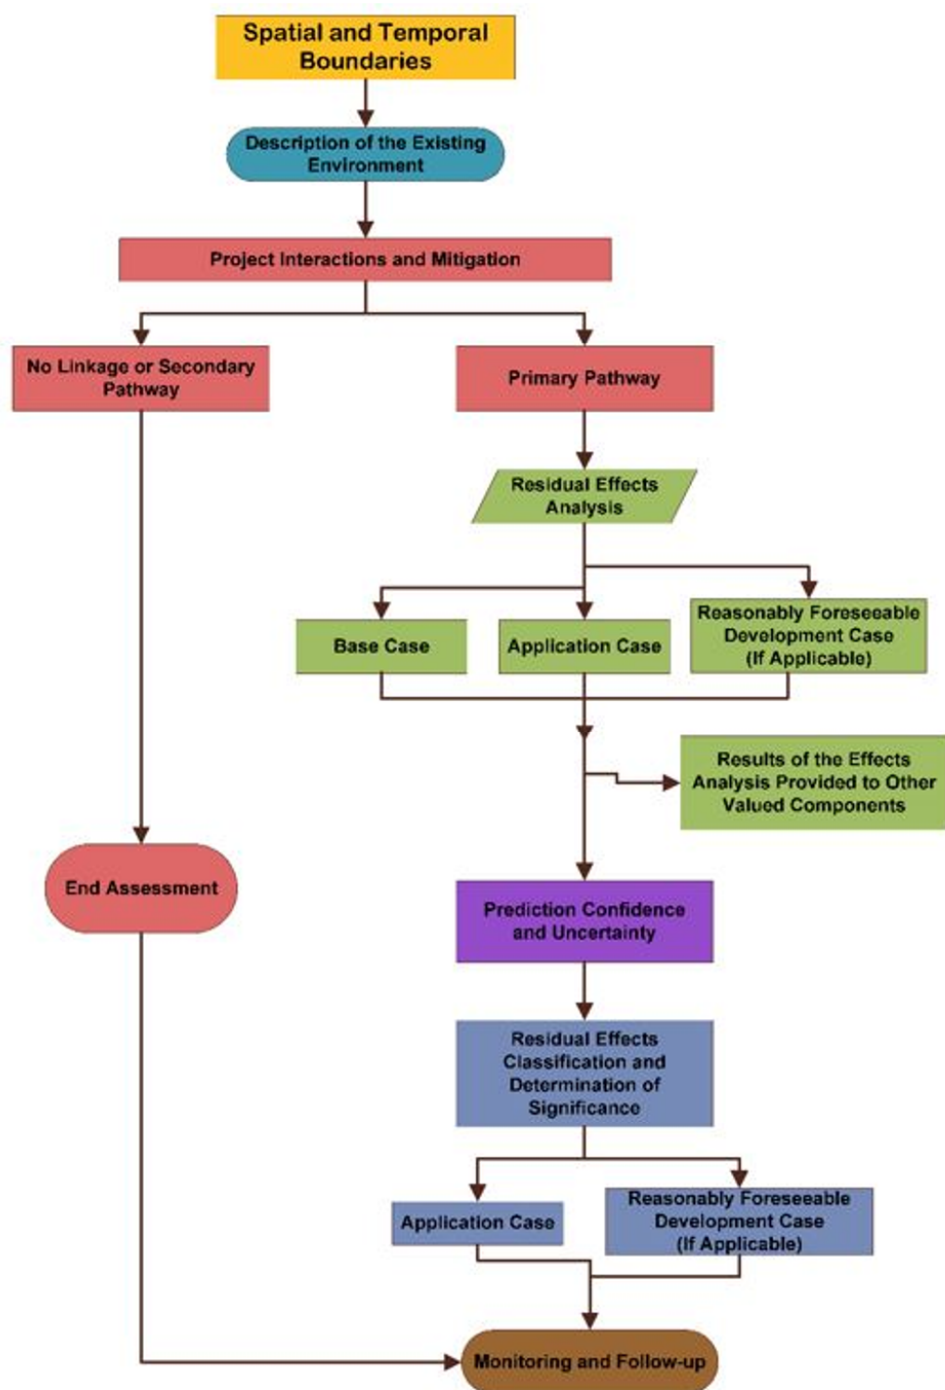 Spatial and Temporal
Boundaries
Description of the Existing
Environment
Project Interactions and Mitigation
No Linkage or Secondary
Pathway
Primary Pathway
Residual Effects
Analysis
Base Case
Application Case
Reasonably Foreseeable
Development Case
(If Applicable)
Results of the Effects
Analysis Provided to Other
Valued Components
End Assessment
Prediction Confidence
and Uncertainty
Residual Effects
Classification and
Determination of
Significance
Application Case
Reasonably Foreseeable
Development Case
(If Applicable)
Monitoring and Follow-up